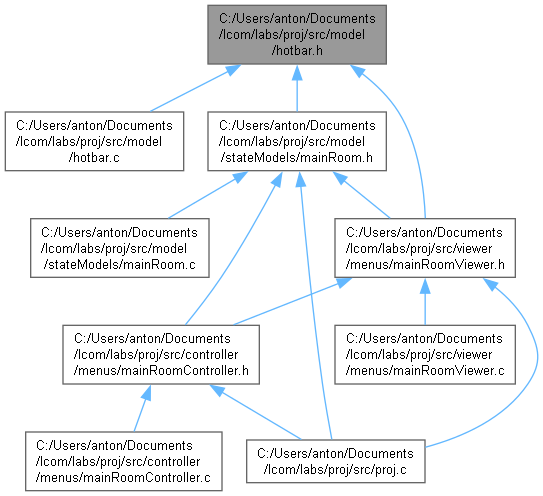 C:/Users/anton/Documents
/lcom/labs/proj/src/model
/hotbar.h
C:/Users/anton/Documents
/lcom/labs/proj/src/model
/hotbar.c
C:/Users/anton/Documents
/lcom/labs/proj/src/model
/stateModels/mainRoom.h
C:/Users/anton/Documents
/lcom/labs/proj/src/model
/stateModels/mainRoom.c
C:/Users/anton/Documents
/lcom/labs/proj/src/viewer
/menus/mainRoomViewer.h
C:/Users/anton/Documents
/lcom/labs/proj/src/controller
/menus/mainRoomController.h
C:/Users/anton/Documents
/lcom/labs/proj/src/viewer
/menus/mainRoomViewer.c
C:/Users/anton/Documents
/lcom/labs/proj/src/controller
/menus/mainRoomController.c
C:/Users/anton/Documents
/lcom/labs/proj/src/proj.c